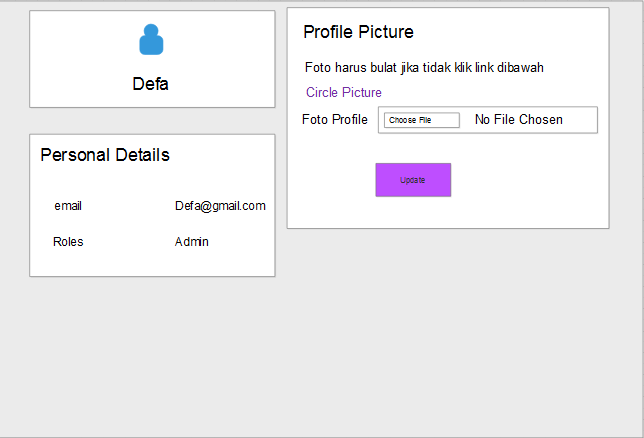 Defa
Personal Details
email Defa@gmail.com
Roles Admin
Profile Picture
Foto harus bulat jika tidak klik link dibawah
Circle Picture
Foto Profile Choose File No File Chosen
Update